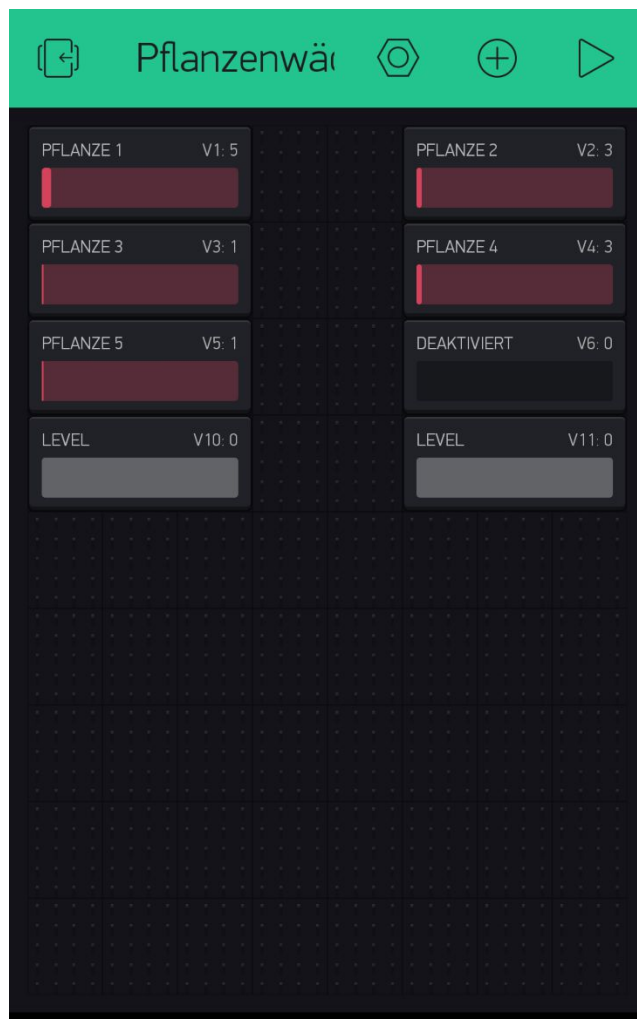 Pflanzenwä
PFLANZE 1 V1: 5
PFLANZE 2 V2: 3
PFLANZE 3 V3: 1
PFLANZE 4 V4: 3
PFLANZE 5 V5: 1
DEAKTIVIERT V6: 0
LEVEL V10: 0
LEVEL V11: 0